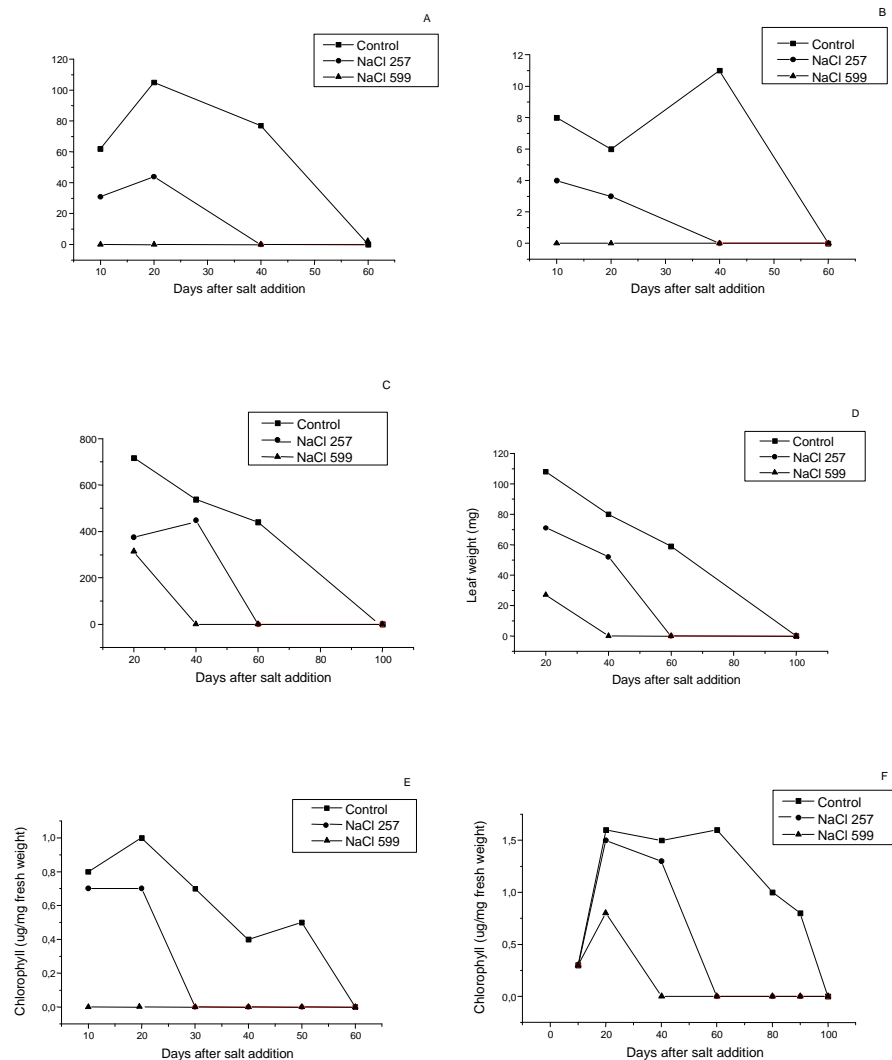 A
Control
NaCl 257
NaCl 599
120
100
80
60
40
20
0
10 20 30 40 50 60
Days after salt addition
B
Control
NaCl 257
NaCl 599
12
10
8
6
4
2
0
10 20 30 40 50 60
Days after salt addition
C
Control
NaCl 257
NaCl 599
800
600
400
200
0
20 40 60 80 100
Days after salt addition
D
Control
NaCl 257
NaCl 599
Leaf weight (mg)
120
100
80
60
40
20
0
20 40 60 80 100
Days after salt addition
E
Control
NaCl 257
NaCl 599
Chlorophyll (ug/mg fresh weight)
1,0
0,8
0,6
0,4
0,2
0,0
10 20 30 40 50 60
Days after salt addition
F
Control
NaCl 257
NaCl 599
Chlorophyll (ug/mg fresh weight)
1,5
1,0
0,5
0,0
0 20 40 60 80 100
Days after salt addition